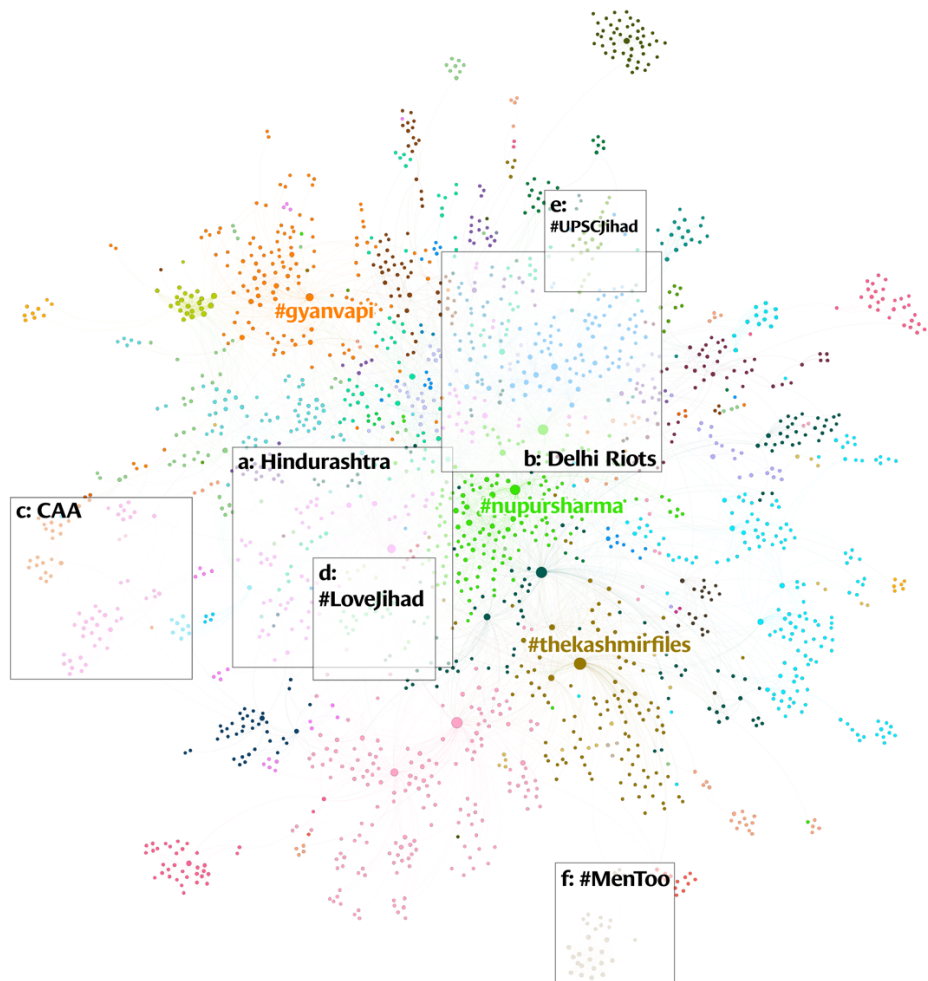 e:
#UPSCJihad
#gyanvapi
a: Hindurashtra
b: Delhi Riots
c: CAA
#nupursharma
d:
#LoveJihad
#thekashmirfiles
f: #MenToo